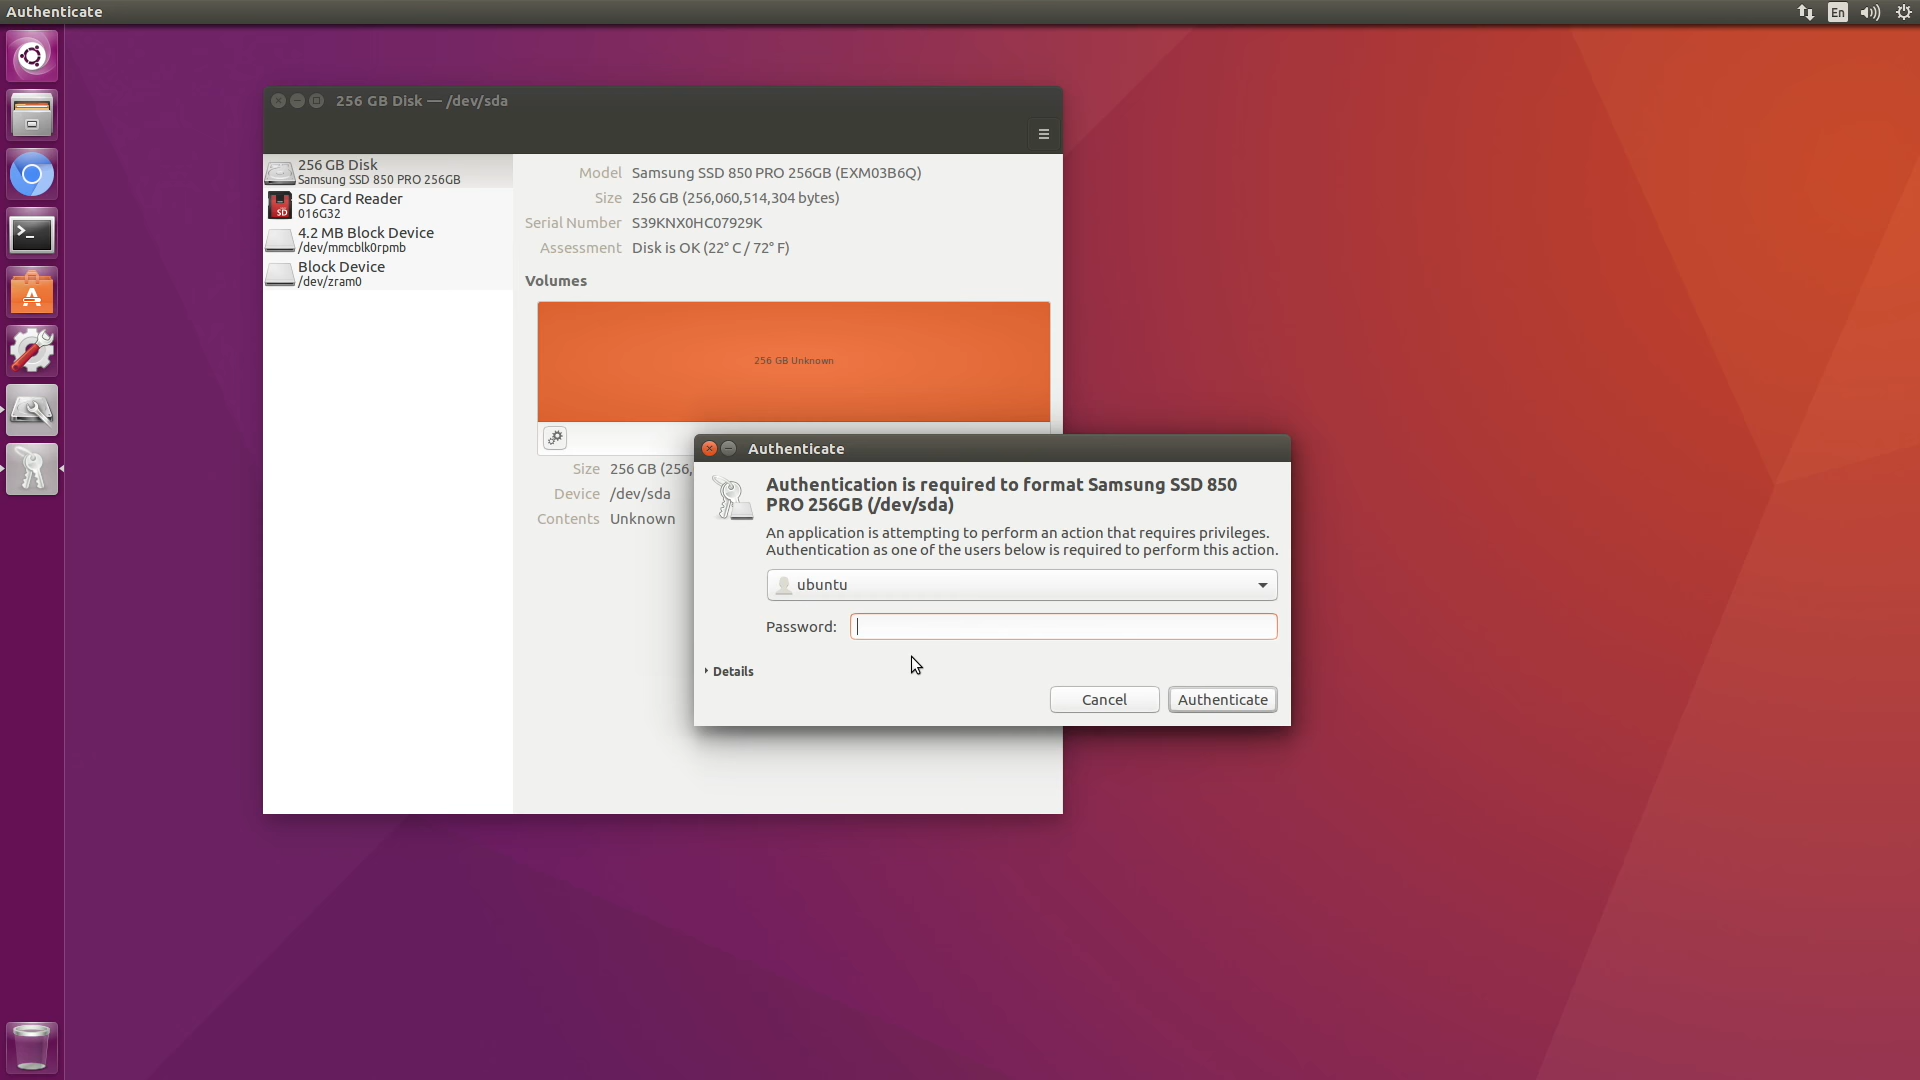 Authenticate
En
256 GB Disk — /dev/sda
256 GB Disk
Samsung SSD 850 PRO 256GB
SD Card Reader
016G32
4.2 MB Block Device
/dev/mmcblk0rpmb
Block Device
/dev/zram0
Model Samsung SSD 850 PRO 256GB (EXM03B6Q)
Size 256 GB (256,060,514,304 bytes)
Serial Number S39KNX0HC07929K
Assessment Disk is OK (22° C / 72° F)
Volumes
256 GB Unknown
Size 256 GB (256,
Device /dev/sda
Contents Unknown
Authenticate
Authentication is required to format Samsung SSD 850
PRO 256GB (/dev/sda)
An application is attempting to perform an action that requires privileges.
Authentication as one of the users below is required to perform this action.
ubuntu
Password:
Details
Cancel Authenticate